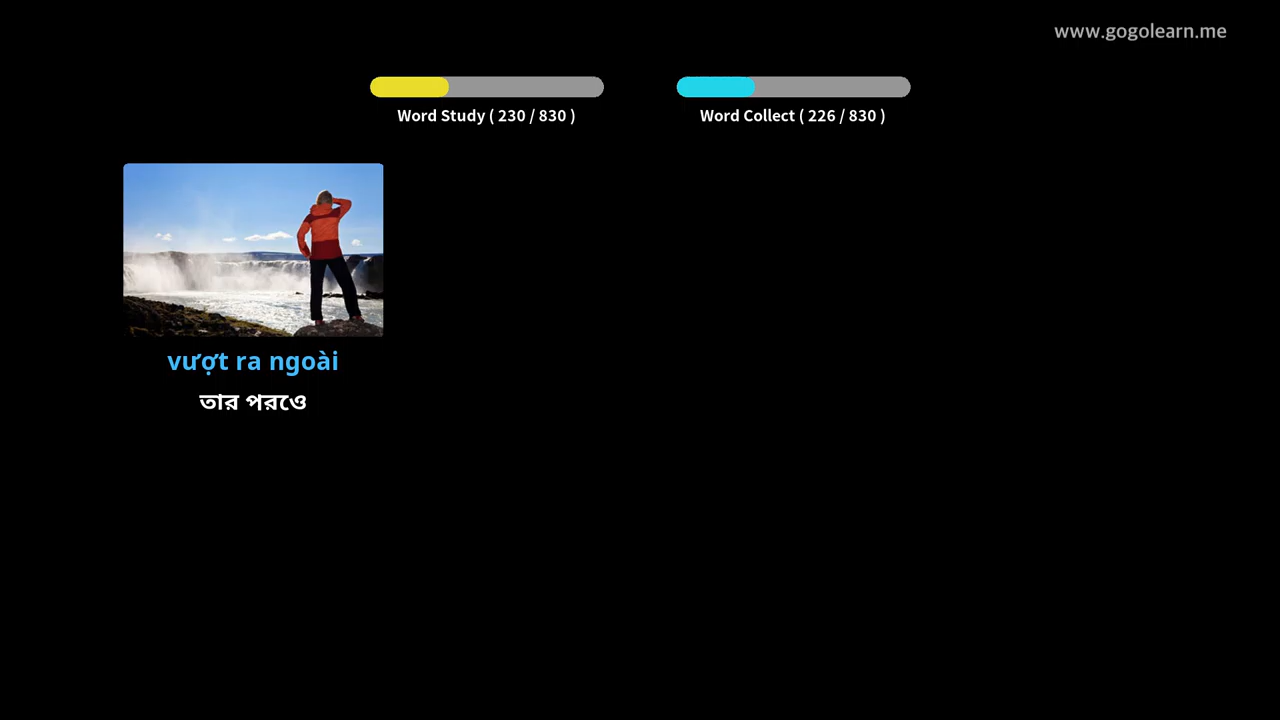 www.gogolearn.me
Word Study ( 230 / 830 )
Word Collect ( 226 / 830 )
vượt ra ngoài
তার পরওে